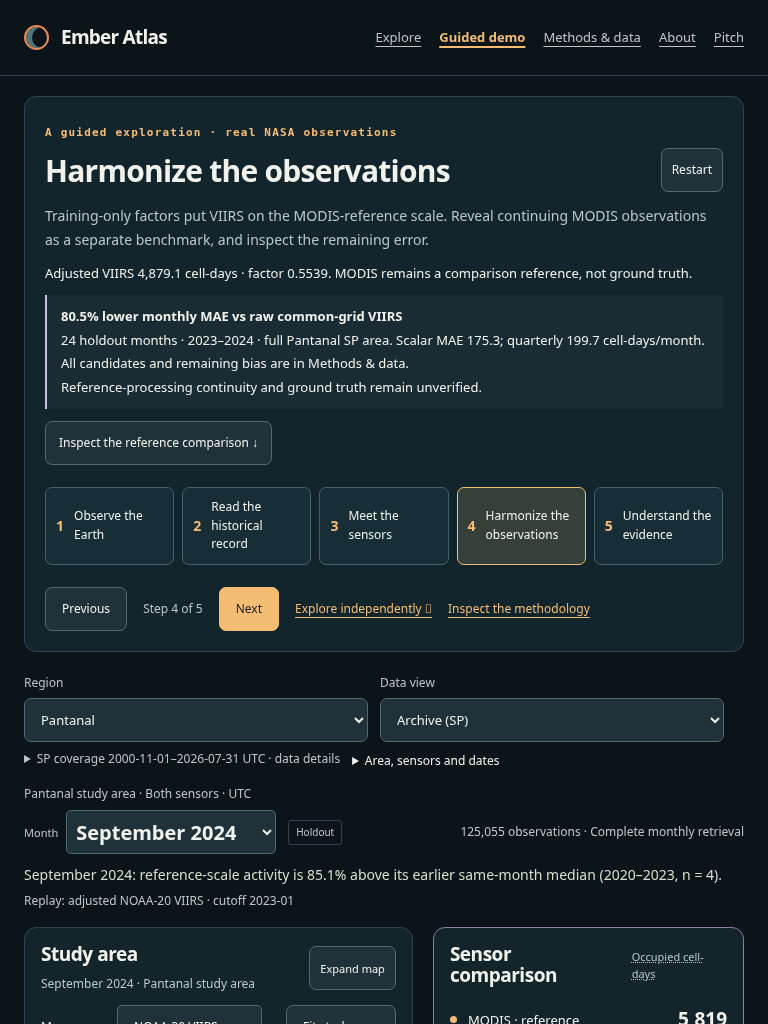 Ember Atlas
Explore Guided demo Methods & data About Pitch
A guided exploration · real NASA observations
Harmonize the observations
Restart
Training-only factors put VIIRS on the MODIS-reference scale. Reveal continuing MODIS observations
as a separate benchmark, and inspect the remaining error.
Adjusted VIIRS 4,879.1 cell-days · factor 0.5539. MODIS remains a comparison reference, not ground truth.
80.5% lower monthly MAE vs raw common-grid VIIRS
24 holdout months · 2023–2024 · full Pantanal SP area. Scalar MAE 175.3; quarterly 199.7 cell-days/month.
All candidates and remaining bias are in Methods & data.
Reference-processing continuity and ground truth remain unverified.
Inspect the reference comparison ↓
1 Observe the
Earth
2 Read the
historical
record
3 Meet the
sensors
4 Harmonize the
observations
5 Understand the
evidence
Previous Step 4 of 5 Next Explore independently Inspect the methodology
Region
Pantanal
Data view
Archive (SP)
SP coverage 2000-11-01–2026-07-31 UTC · data details
Area, sensors and dates
Pantanal study area · Both sensors · UTC
Month September 2024 Holdout
125,055 observations · Complete monthly retrieval
September 2024: reference-scale activity is 85.1% above its earlier same-month median (2020–2023, n = 4).
Replay: adjusted NOAA-20 VIIRS · cutoff 2023-01
Study area
September 2024 · Pantanal study area
Expand map
Sensor
comparison
Occupied cell-
days
MODIS · reference 5,819